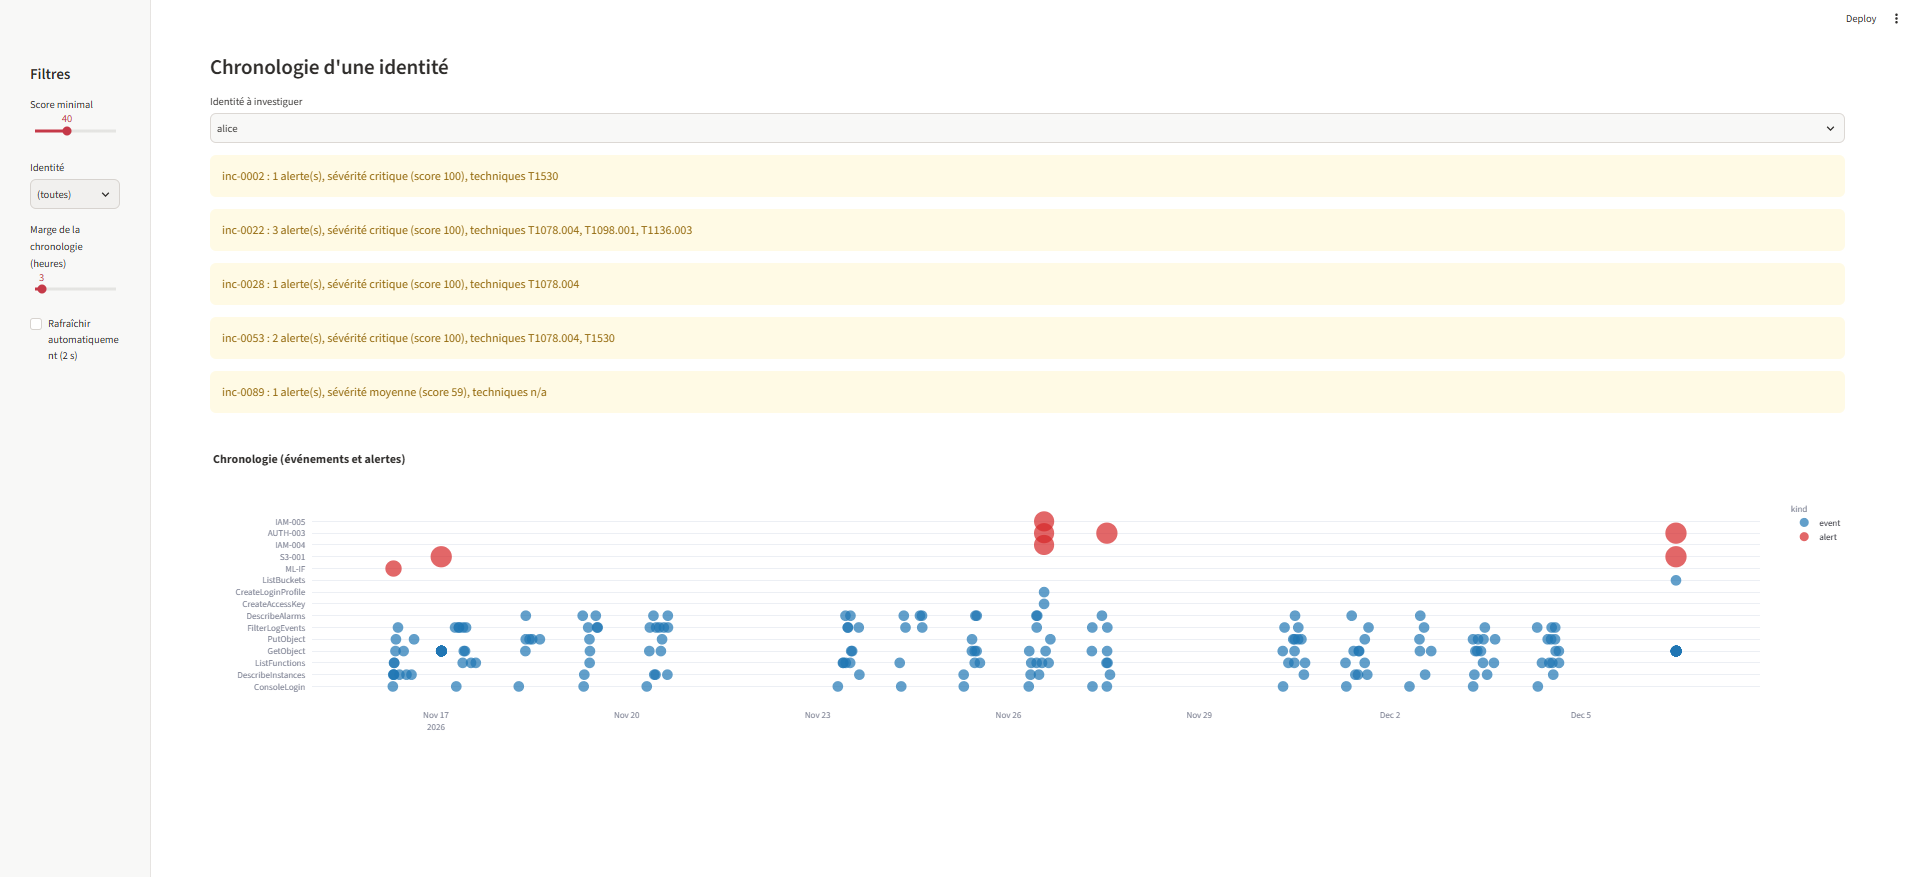 Deploy
Filtres
Score minimal
40
Identité
(toutes)
Marge de la
chronologie
(heures)
3
Rafraîchir
automatiqueme
nt (2 s)
Chronologie d'une identité
Identité à investiguer
alice
inc-0002 : 1 alerte(s), sévérité critique (score 100), techniques T1530
inc-0022 : 3 alerte(s), sévérité critique (score 100), techniques T1078.004, T1098.001, T1136.003
inc-0028 : 1 alerte(s), sévérité critique (score 100), techniques T1078.004
inc-0053 : 2 alerte(s), sévérité critique (score 100), techniques T1078.004, T1530
inc-0089 : 1 alerte(s), sévérité moyenne (score 59), techniques n/a
Chronologie (événements et alertes)
IAM-005
AUTH-003
IAM-004
S3-001
ML-IF
ListBuckets
CreateLoginProfile
CreateAccessKey
DescribeAlarms
FilterLogEvents
PutObject
GetObject
ListFunctions
DescribeInstances
ConsoleLogin
Nov 17
2026
Nov 20
Nov 23
Nov 26
Nov 29
Dec 2
Dec 5
kind
event
alert